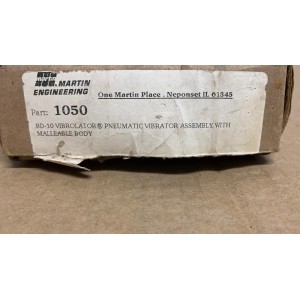 MARTIN
ENGINEERING
One Martin Place . Neponset IL 61345
Part: 1050
BD-10 VIBROLATOR® PNEUMATIC VIBRATOR ASSEMBLY WITH
MALLEABLE BODY